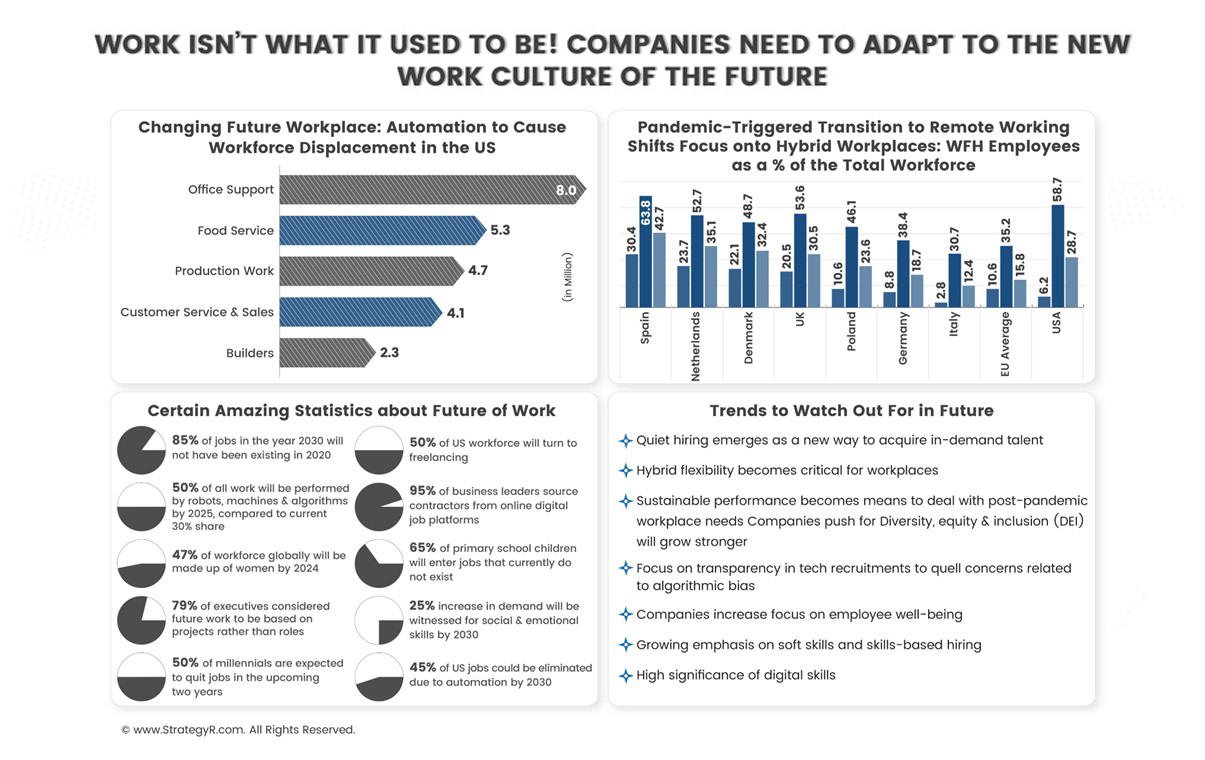 WORK ISN'T WHAT IT USED TO BE! COMPANIES NEED TO ADAPT TO THE NEW
WORK CULTURE OF THE FUTURE
Changing Future Workplace: Automation to Cause
Workforce Displacement in the US
Office Support 8.0
Food Service 5.3
Production Work 4.7
Customer Service & Sales 4.1
Builders 2.3
(in Million)
Pandemic-Triggered Transition to Remote Working
Shifts Focus onto Hybrid Workplaces: WFH Employees
as a % of the Total Workforce
30.4 63.8 42.7
23.7 52.7 35.1
22.1 48.7 32.4
20.5 53.6 30.5
10.6 46.1 23.6
8.8 38.4 18.7
2.8 30.7 12.4
10.6 35.2 15.8
6.2 58.7 28.7
Spain
Netherlands
Denmark
UK
Poland
Germany
Italy
EU Average
USA
Certain Amazing Statistics about Future of Work
85% of jobs in the year 2030 will
not have been existing in 2020
50% of all work will be performed
by robots, machines & algorithms
by 2025, compared to current
30% share
47% of workforce globally will be
made up of women by 2024
79% of executives considered
future work to be based on
projects rather than roles
50% of millennials are expected
to quit jobs in the upcoming
two years
50% of US workforce will turn to
freelancing
95% of business leaders source
contractors from online digital
job platforms
65% of primary school children
will enter jobs that currently do
not exist
25% increase in demand will be
witnessed for social & emotional
skills by 2030
45% of US jobs could be eliminated
due to automation by 2030
Trends to Watch Out For in Future
Quiet hiring emerges as a new way to acquire in-demand talent
Hybrid flexibility becomes critical for workplaces
Sustainable performance becomes means to deal with post-pandemic
workplace needs Companies push for Diversity, equity & inclusion (DEI)
will grow stronger
Focus on transparency in tech recruitments to quell concerns related
to algorithmic bias
Companies increase focus on employee well-being
Growing emphasis on soft skills and skills-based hiring
High significance of digital skills
© www.StrategyR.com. All Rights Reserved.